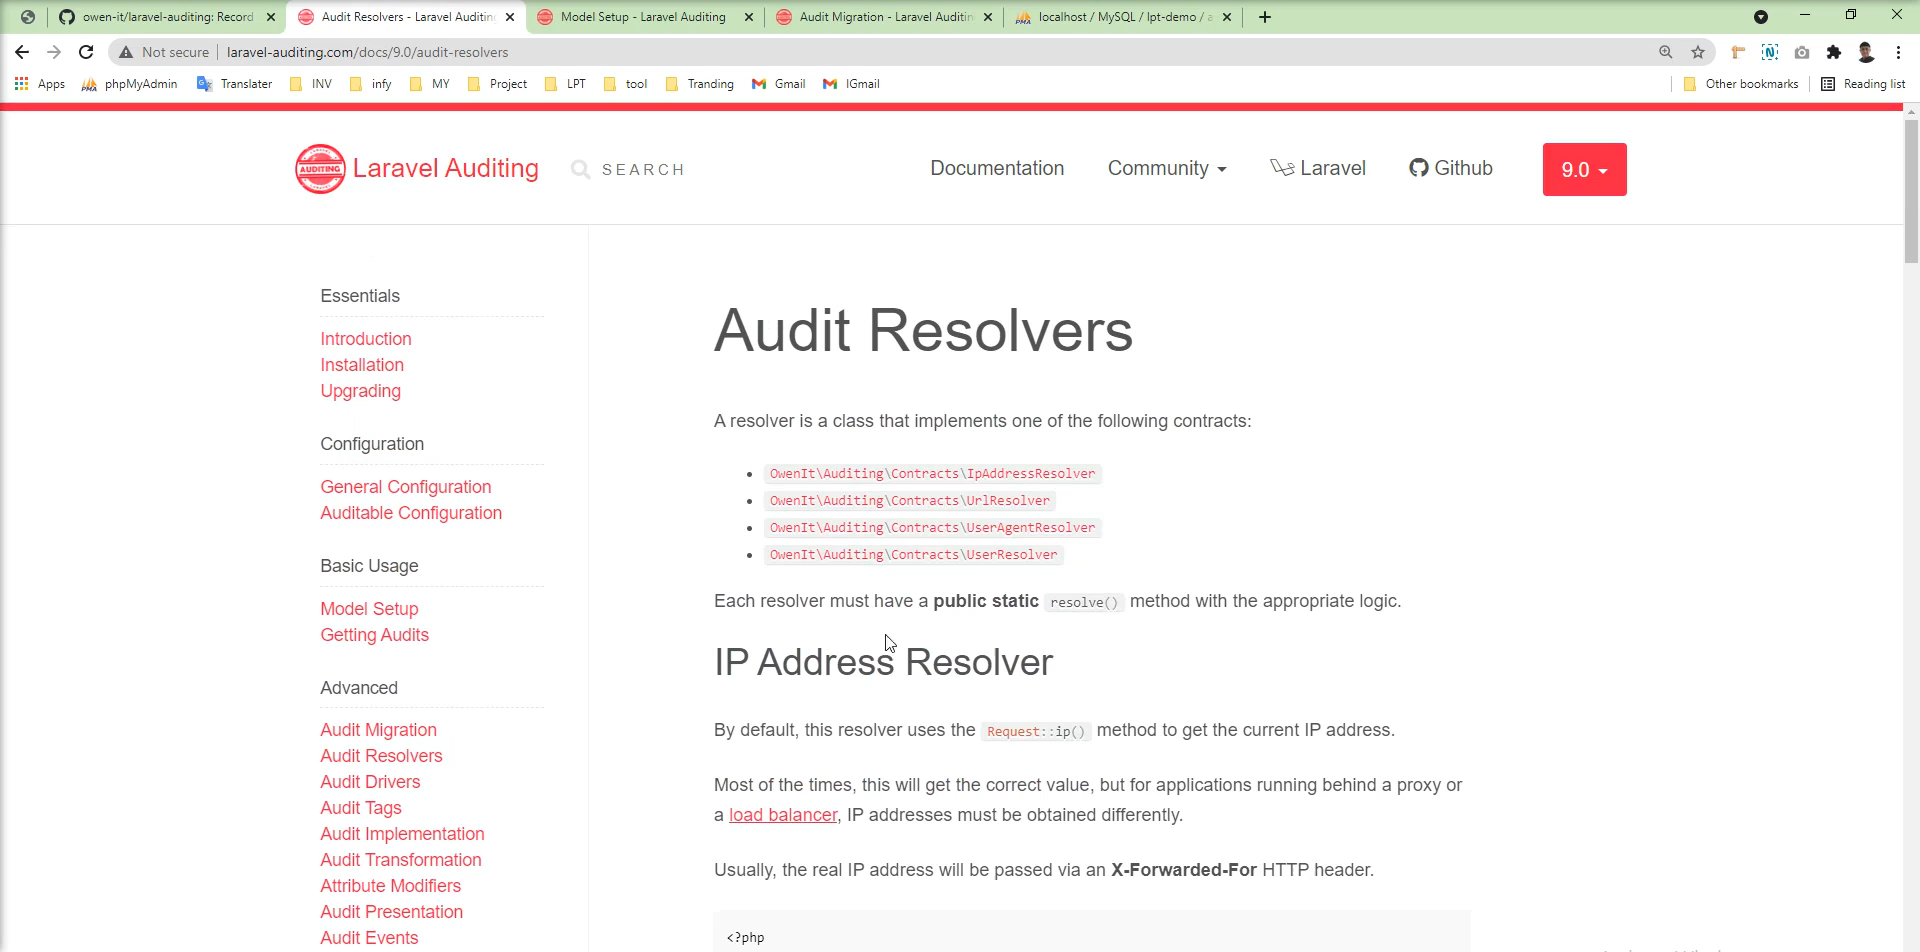 owen-it/laravel-auditing: Record
Audit Resolvers - Laravel Auditing
Model Setup - Laravel Auditing
Audit Migration - Laravel Auditin
localhost / MySQL / lpt-demo / a
Not secure
laravel-auditing.com/docs/9.0/audit-resolvers
Apps
phpMyAdmin
Translater
INV
infy
MY
Project
LPT
tool
Tranding
Gmail
IGmail
Other bookmarks
Reading list
AUDITING
Laravel Auditing
SEARCH
Documentation
Community
Laravel
Github
9.0
Essentials
Introduction
Installation
Upgrading
Configuration
General Configuration
Auditable Configuration
Basic Usage
Model Setup
Getting Audits
Advanced
Audit Migration
Audit Resolvers
Audit Drivers
Audit Tags
Audit Implementation
Audit Transformation
Attribute Modifiers
Audit Presentation
Audit Events
Audit Resolvers
A resolver is a class that implements one of the following contracts:
OwenIt\Auditing\Contracts\IpAddressResolver
OwenIt\Auditing\Contracts\UrlResolver
OwenIt\Auditing\Contracts\UserAgentResolver
OwenIt\Auditing\Contracts\UserResolver
Each resolver must have a public static resolve() method with the appropriate logic.
IP Address Resolver
By default, this resolver uses the Request::ip() method to get the current IP address.
Most of the times, this will get the correct value, but for applications running behind a proxy or
a load balancer, IP addresses must be obtained differently.
Usually, the real IP address will be passed via an X-Forwarded-For HTTP header.
<?php